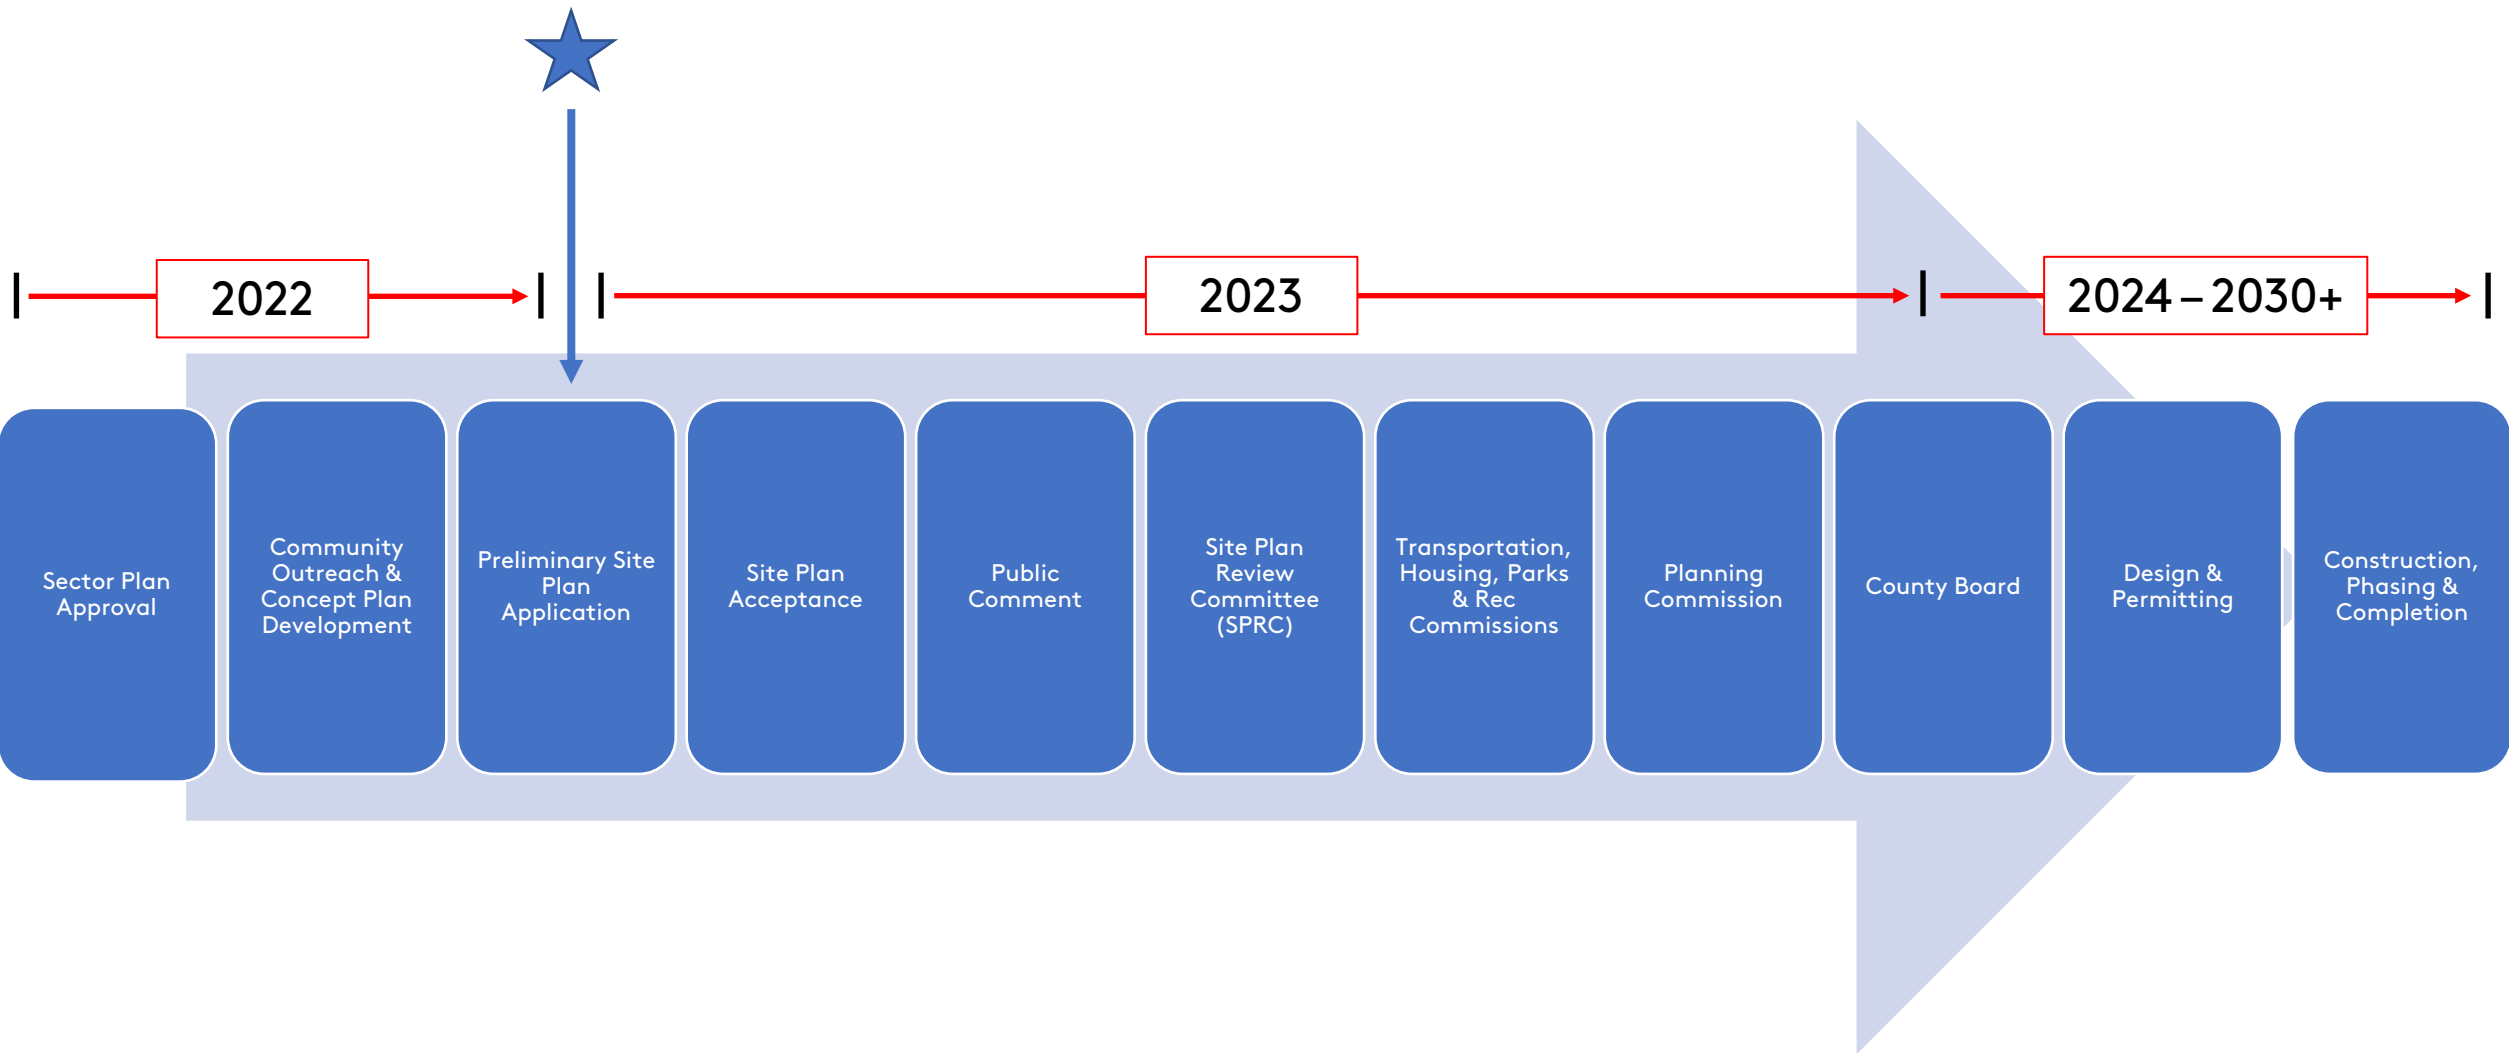 2022
2023
2024 – 2030+
Sector Plan
Approval
Community
Outreach &
Concept Plan
Development
Preliminary Site
Plan
Application
Site Plan
Acceptance
Public
Comment
Site Plan
Review
Committee
(SPRC)
Transportation,
Housing, Parks
& Rec
Commissions
Planning
Commission
County Board
Design &
Permitting
Construction,
Phasing &
Completion